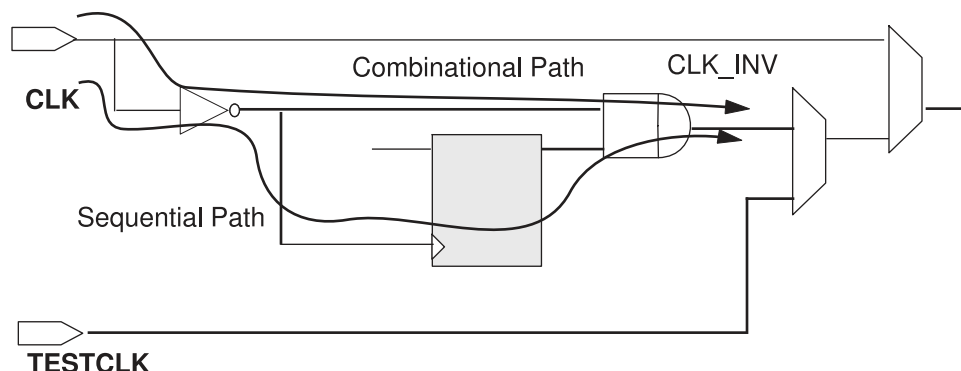 Combinational Path
CLK_INV
CLK
Sequential Path
TESTCLK